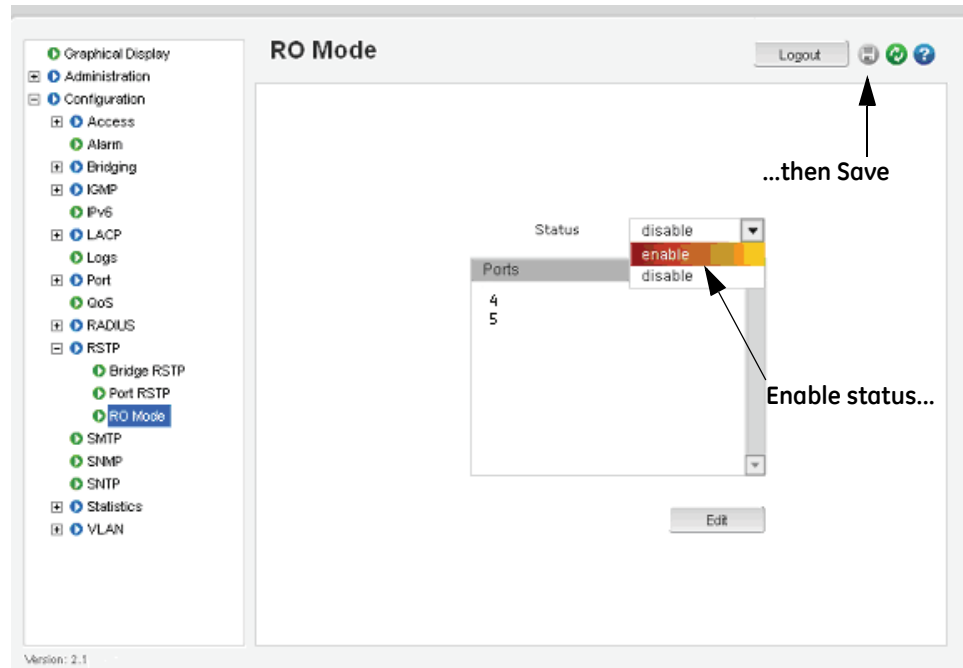 RO Mode
Logout
Graphical Display
Administration
Configuration
Access
Alarm
Bridging
IGMP
IPv6
LACP
Logs
Port
QoS
RADIUS
RSTP
Bridge RSTP
Port RSTP
RO Mode
SMTP
SNMP
SNTP
Statistics
VLAN
...then Save
Status
disable
enable
disable
Ports
4
5
Enable status...
Edit
Version: 2.1